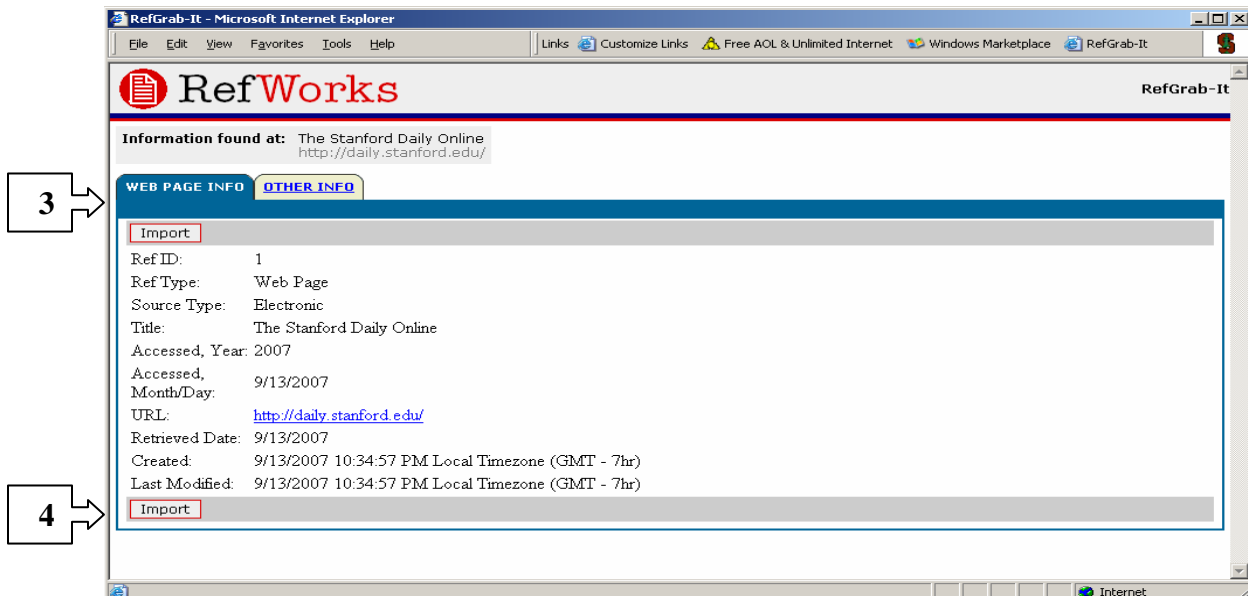 RefGrab-It - Microsoft Internet Explorer
File Edit View Favorites Tools Help Links Customize Links Free AOL & Unlimited Internet Windows Marketplace RefGrab-It
RefWorks RefGrab-It
Information found at: The Stanford Daily Online
http://daily.stanford.edu/
3 WEB PAGE INFO OTHER INFO
Import
Ref ID: 1
Ref Type: Web Page
Source Type: Electronic
Title: The Stanford Daily Online
Accessed, Year: 2007
Accessed,
Month/Day: 9/13/2007
URL: http://daily.stanford.edu/
Retrieved Date: 9/13/2007
Created: 9/13/2007 10:34:57 PM Local Timezone (GMT - 7hr)
Last Modified: 9/13/2007 10:34:57 PM Local Timezone (GMT - 7hr)
4 Import
Internet